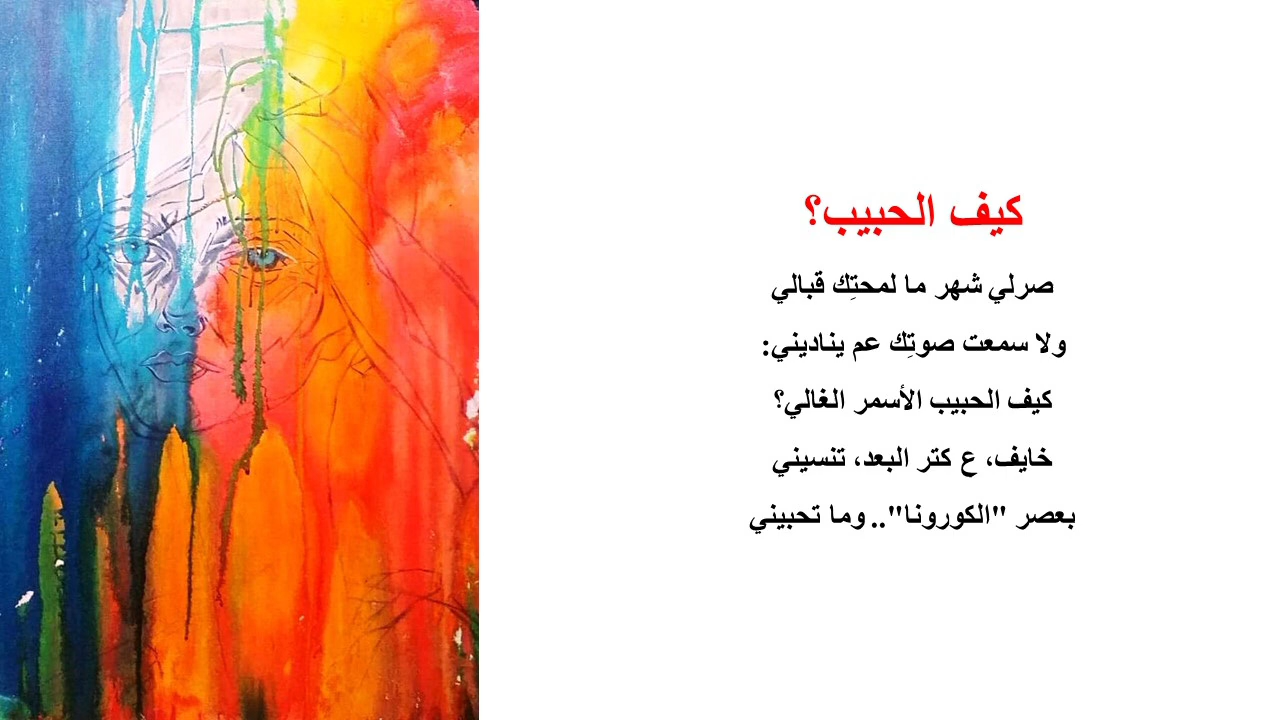 كيف الحبيب؟
صرلي شهر ما لمحتِك قبالي
ولا سمعت صوتِك عم يناديني:
كيف الحبيب الأسمر الغالي؟
خايف، ع كتر البعد، تنسيني
بعصر "الكورونا".. وما تحبيني